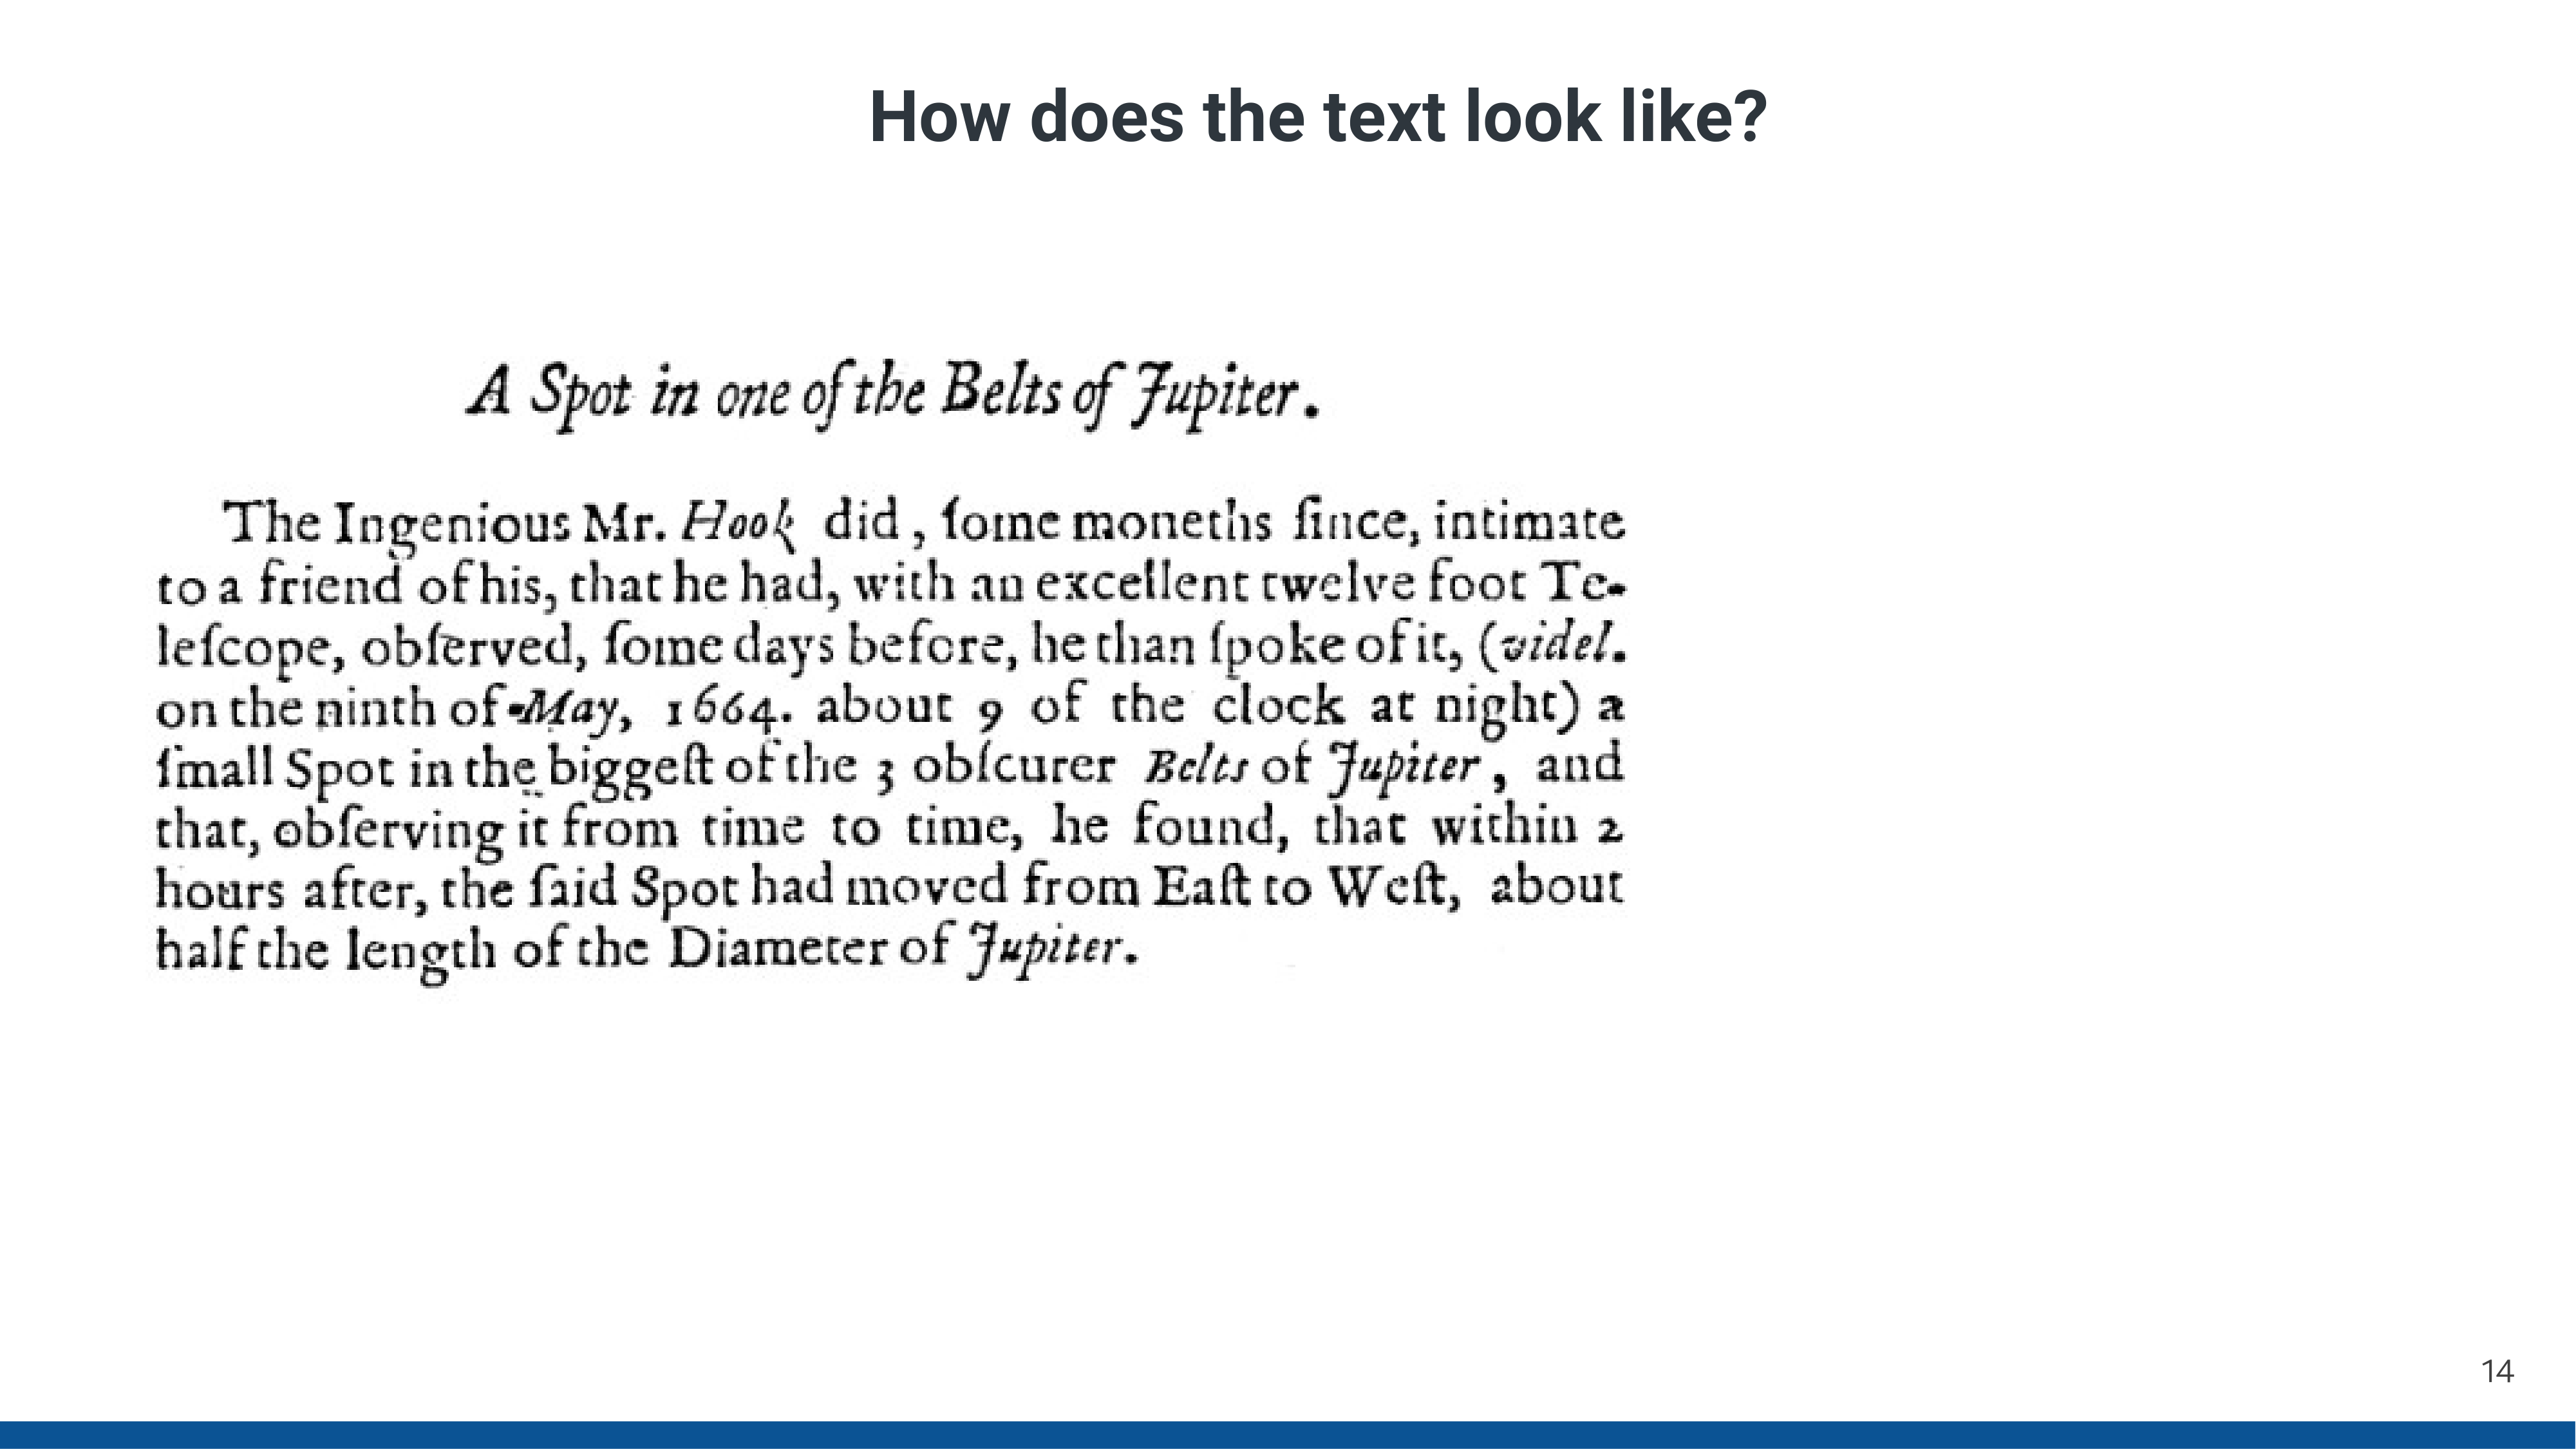 How does the text look like?
A Spot in one of the Belts of Jupiter.
The Ingenious Mr. Hook did, ſome moneths ſince, intimate
to a friend of his, that he had, with an excellent twelve foot Te-
leſcope, obſerved, ſome days before, he than ſpoke of it, (videl.
on the ninth of May, 1664. about 9 of the clock at night) a
ſmall Spot in the biggeſt of the 3 obſcurer Belts of Jupiter, and
that, obſerving it from time to time, he found, that within 2
hours after, the ſaid Spot had moved from Eaſt to Weſt, about
half the length of the Diameter of Jupiter.
14